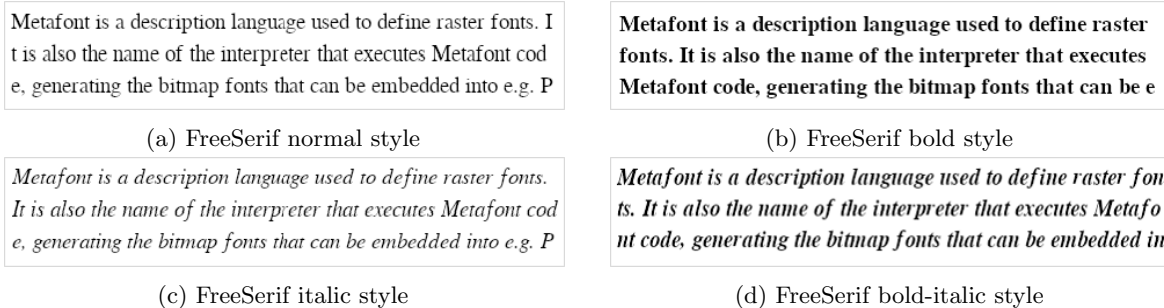 Metafont is a description language used to define raster fonts. I
t is also the name of the interpreter that executes Metafont cod
e, generating the bitmap fonts that can be embedded into e.g. P
(a) FreeSerif normal style
Metafont is a description language used to define raster
fonts. It is also the name of the interpreter that executes
Metafont code, generating the bitmap fonts that can be e
(b) FreeSerif bold style
Metafont is a description language used to define raster fonts.
It is also the name of the interpreter that executes Metafont cod
e, generating the bitmap fonts that can be embedded into e.g. P
(c) FreeSerif italic style
Metafont is a description language used to define raster fon
ts. It is also the name of the interpreter that executes Metafo
nt code, generating the bitmap fonts that can be embedded in
(d) FreeSerif bold-italic style